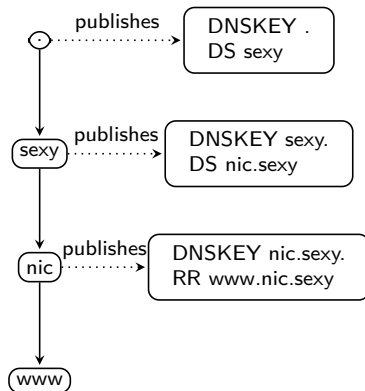 publishes
DNSKEY .
DS sexy
.
publishes
DNSKEY sexy.
DS nic.sexy
sexy
publishes
DNSKEY nic.sexy.
RR www.nic.sexy
nic
www